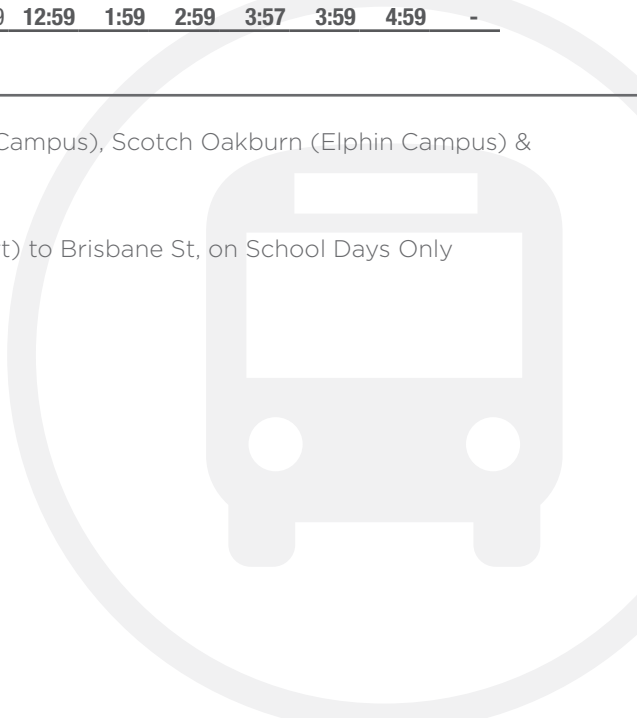 9 12:59 1:59 2:59 3:57 3:59 4:59 -
Campus), Scotch Oakburn (Elphin Campus) &
t) to Brisbane St, on School Days Only